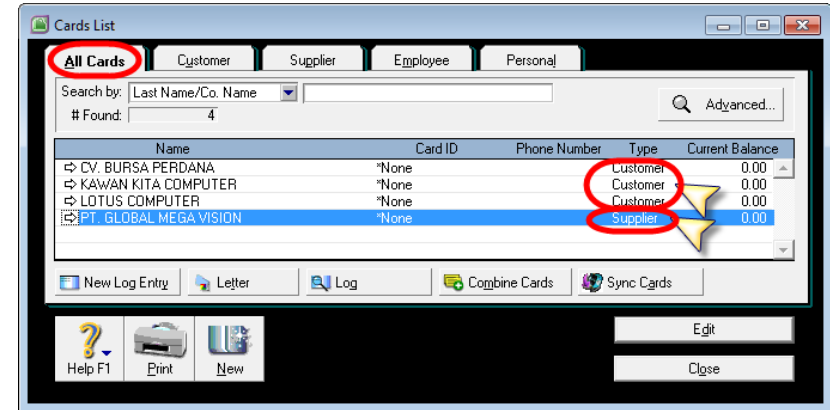 Cards List
All Cards Customer Supplier Employee Personal
Search by: Last Name/Co. Name
# Found: 4
Advanced...
Name Card ID Phone Number Type Current Balance
CV. BURSA PERDANA *None Customer 0.00
KAWAN KITA COMPUTER *None Customer 0.00
LOTUS COMPUTER *None Customer 0.00
PT. GLOBAL MEGA VISION *None Supplier 0.00
New Log Entry Letter Log Combine Cards Sync Cards
Edit
Help F1 Print New Close